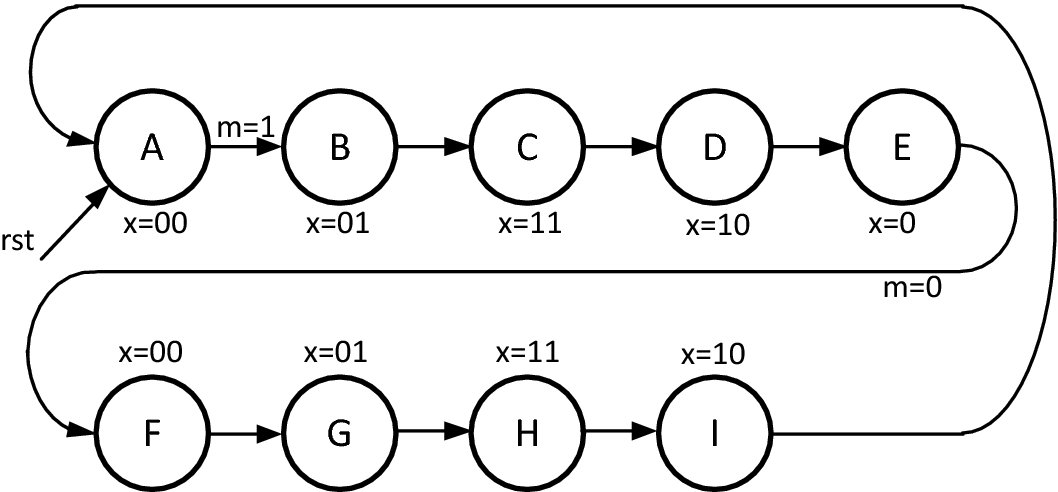 m=1
A
B
C
D
E
x=00
x=01
x=11
x=10
x=0
rst
m=0
x=00
x=01
x=11
x=10
F
G
H
I